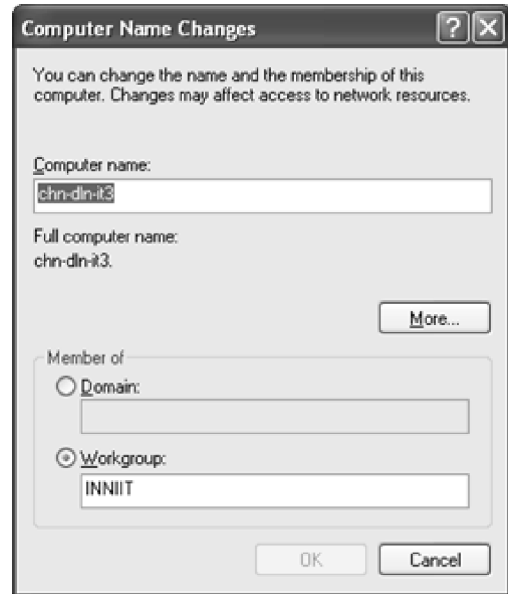 Computer Name Changes
You can change the name and the membership of this
computer. Changes may affect access to network resources.
Computer name:
chn-dln-it3
Full computer name:
chn-dln-it3.
More...
Member of
Domain:
Workgroup:
INNIIT
OK
Cancel